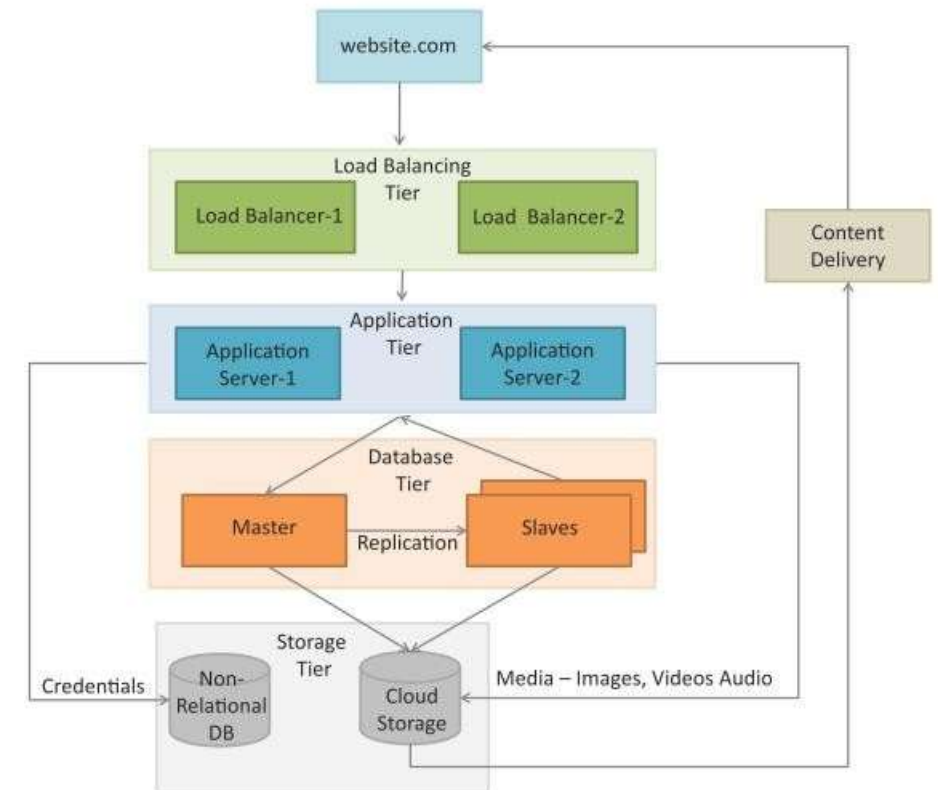 website.com
Load Balancing
Tier
Load Balancer-1
Load Balancer-2
Content
Delivery
Application
Tier
Application
Server-1
Application
Server-2
Database
Tier
Master
Replication
Slaves
Storage
Tier
Credentials
Non-
Relational
DB
Cloud
Storage
Media – Images, Videos Audio